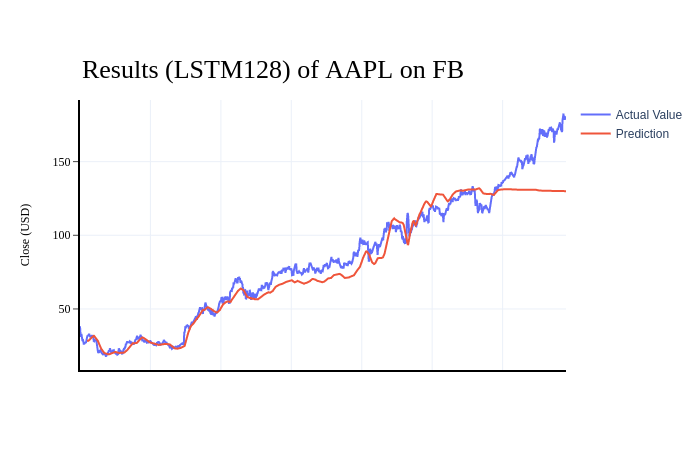 Results (LSTM128) of AAPL on FB
Actual Value
Prediction
150
100
50
Close (USD)